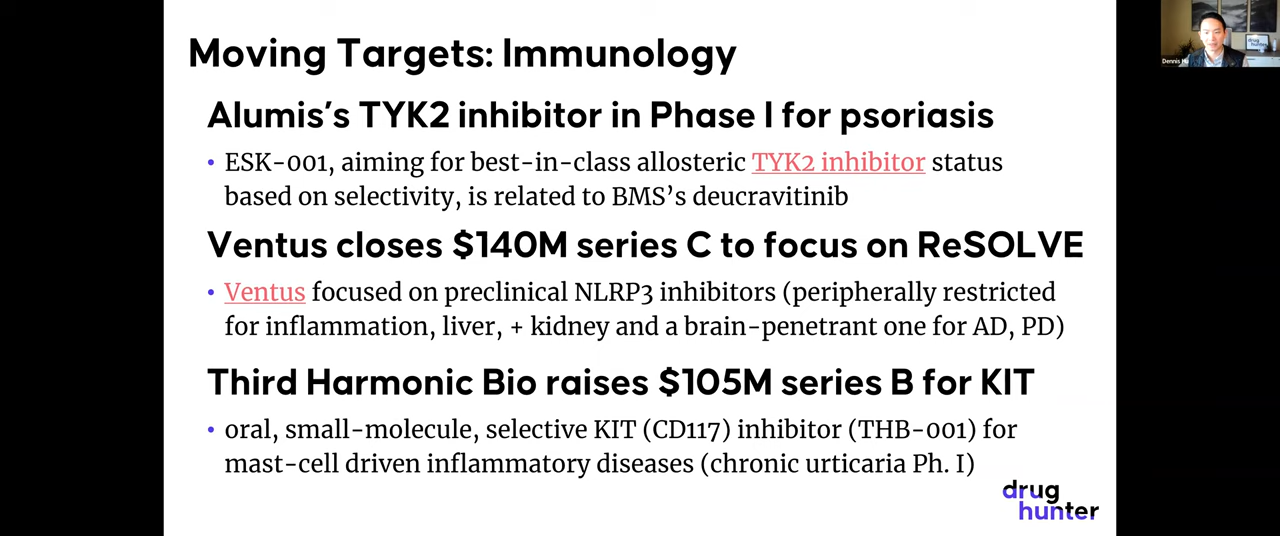 Moving Targets: Immunology
Alumis's TYK2 inhibitor in Phase I for psoriasis
• ESK-001, aiming for best-in-class allosteric TYK2 inhibitor status
based on selectivity, is related to BMS's deucravitinib
Ventus closes $140M series C to focus on ReSOLVE
• Ventus focused on preclinical NLRP3 inhibitors (peripherally restricted
for inflammation, liver, + kidney and a brain-penetrant one for AD, PD)
Third Harmonic Bio raises $105M series B for KIT
• oral, small-molecule, selective KIT (CD117) inhibitor (THB-001) for
mast-cell driven inflammatory diseases (chronic urticaria Ph. I)
drug
hunter
Dennis Hu
drug
hunter